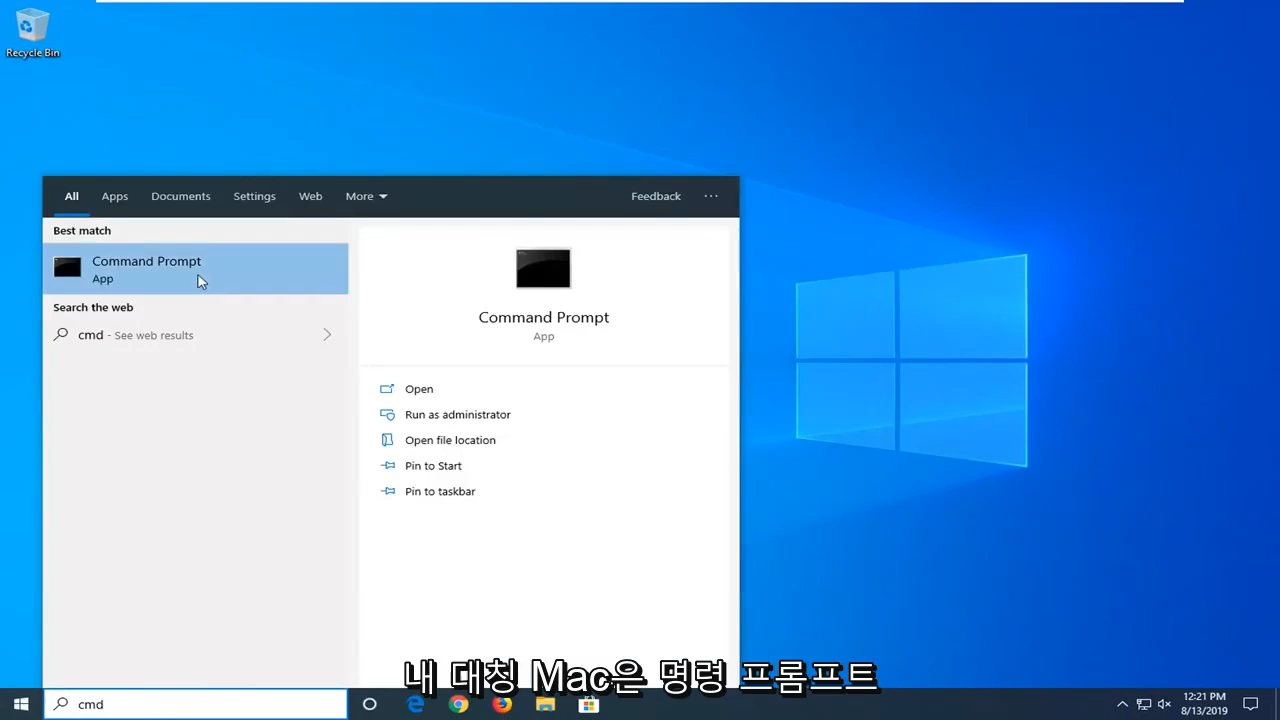 Recycle Bin
All Apps Documents Settings Web More Feedback ···
Best match
Command Prompt
App
Search the web
cmd - See web results
Command Prompt
App
Open
Run as administrator
Open file location
Pin to Start
Pin to taskbar
내 대칭 Mac은 명령 프롬프트
cmd
12:21 PM
8/13/2019